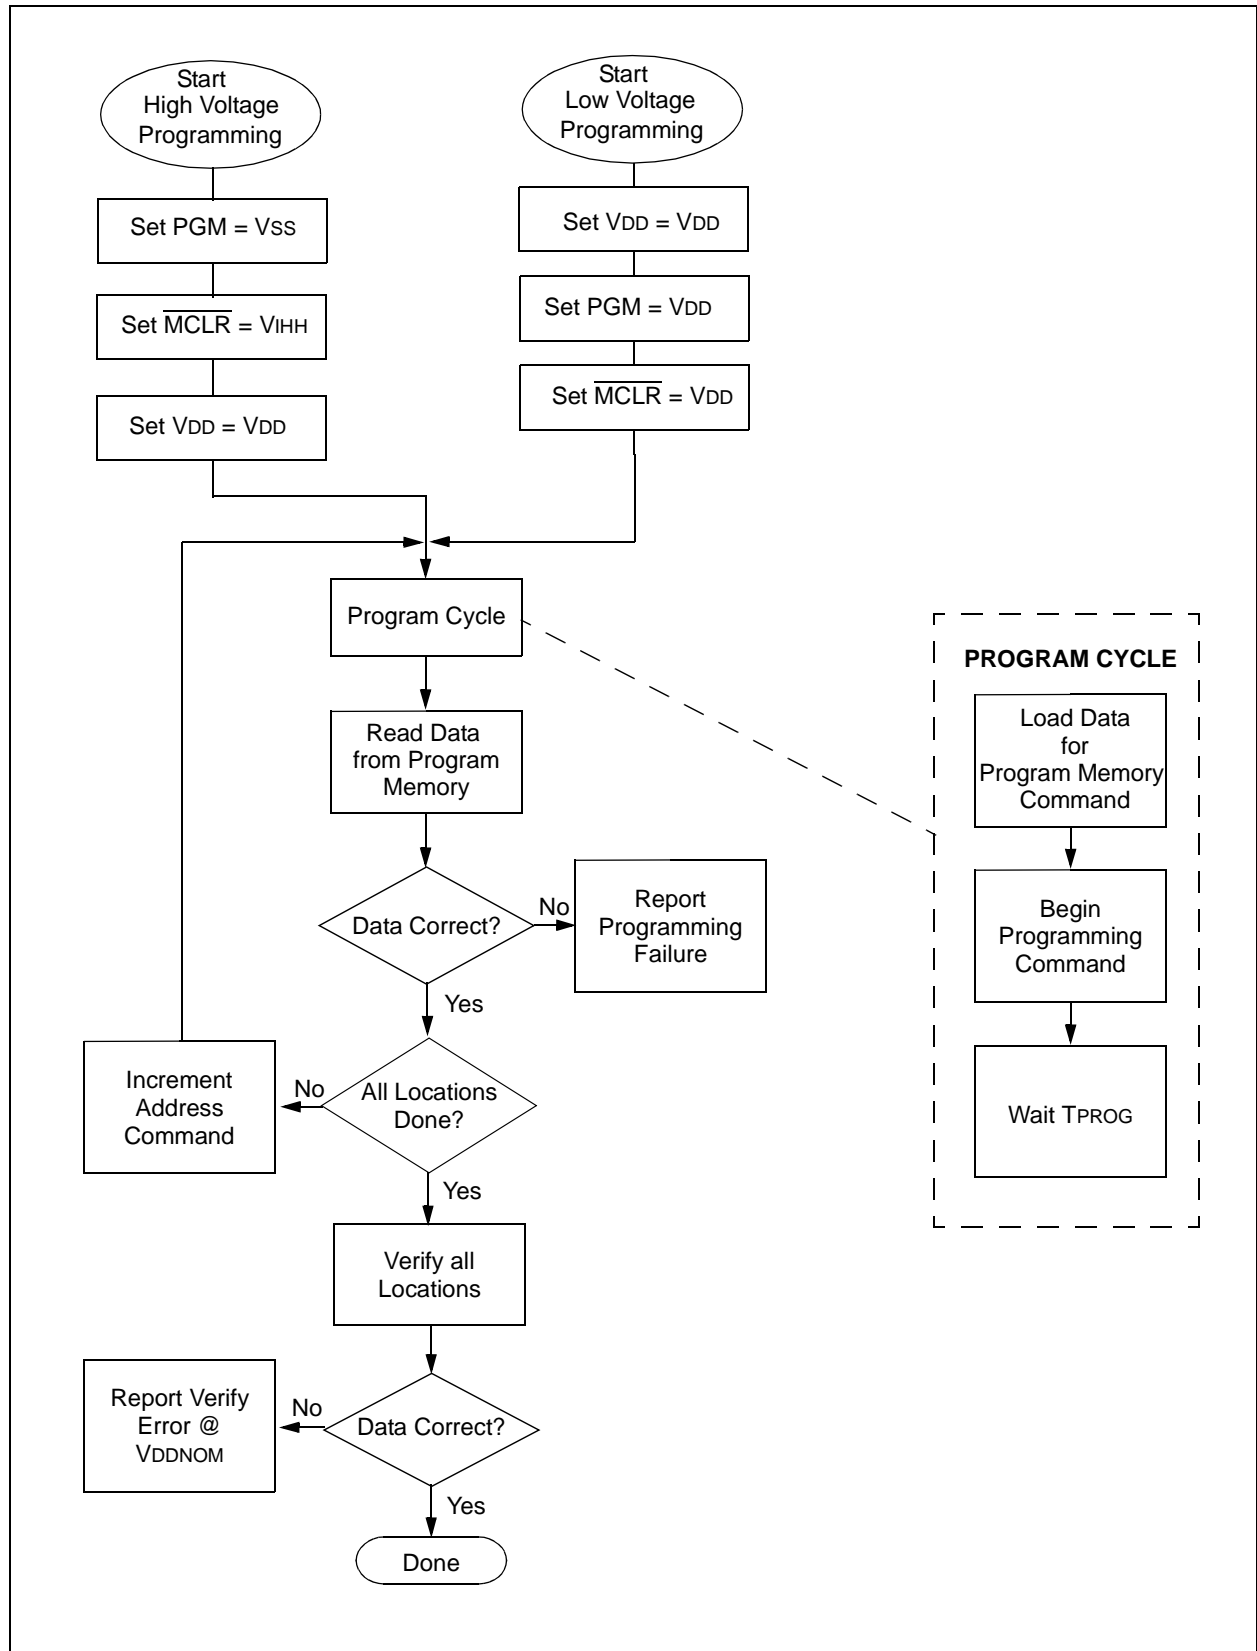 Start
High Voltage
Programming
Set PGM = VSS
Set M̅C̅L̅R̅ = VIHH
Set VDD = VDD
Start
Low Voltage
Programming
Set VDD = VDD
Set PGM = VDD
Set M̅C̅L̅R̅ = VDD
Program Cycle
Read Data
from Program
Memory
Data Correct?
No
Report
Programming
Failure
Yes
All Locations
Done?
No
Increment
Address
Command
Yes
Verify all
Locations
Data Correct?
No
Report Verify
Error @
VDDNOM
Yes
Done
PROGRAM CYCLE
Load Data
for
Program Memory
Command
Begin
Programming
Command
Wait TPROG